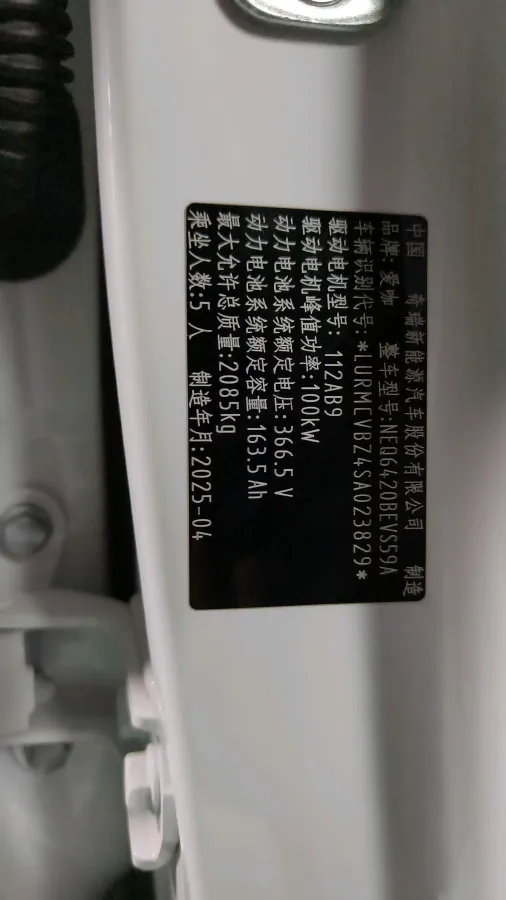 中国 奇瑞新能源汽车股份有限公司 制造
品牌:爱咖 整车型号:NEQ6420BEVS59A
车辆识别代号:*LURMCVBZ4SA023829*
驱动电机型号: 112AB9
驱动电机峰值功率:100kW
动力电池系统额定电压:366.5 V
动力电池系统额定容量:163.5 Ah
最大允许总质量:2085kg
乘坐人数:5 人 制造年月:2025-04